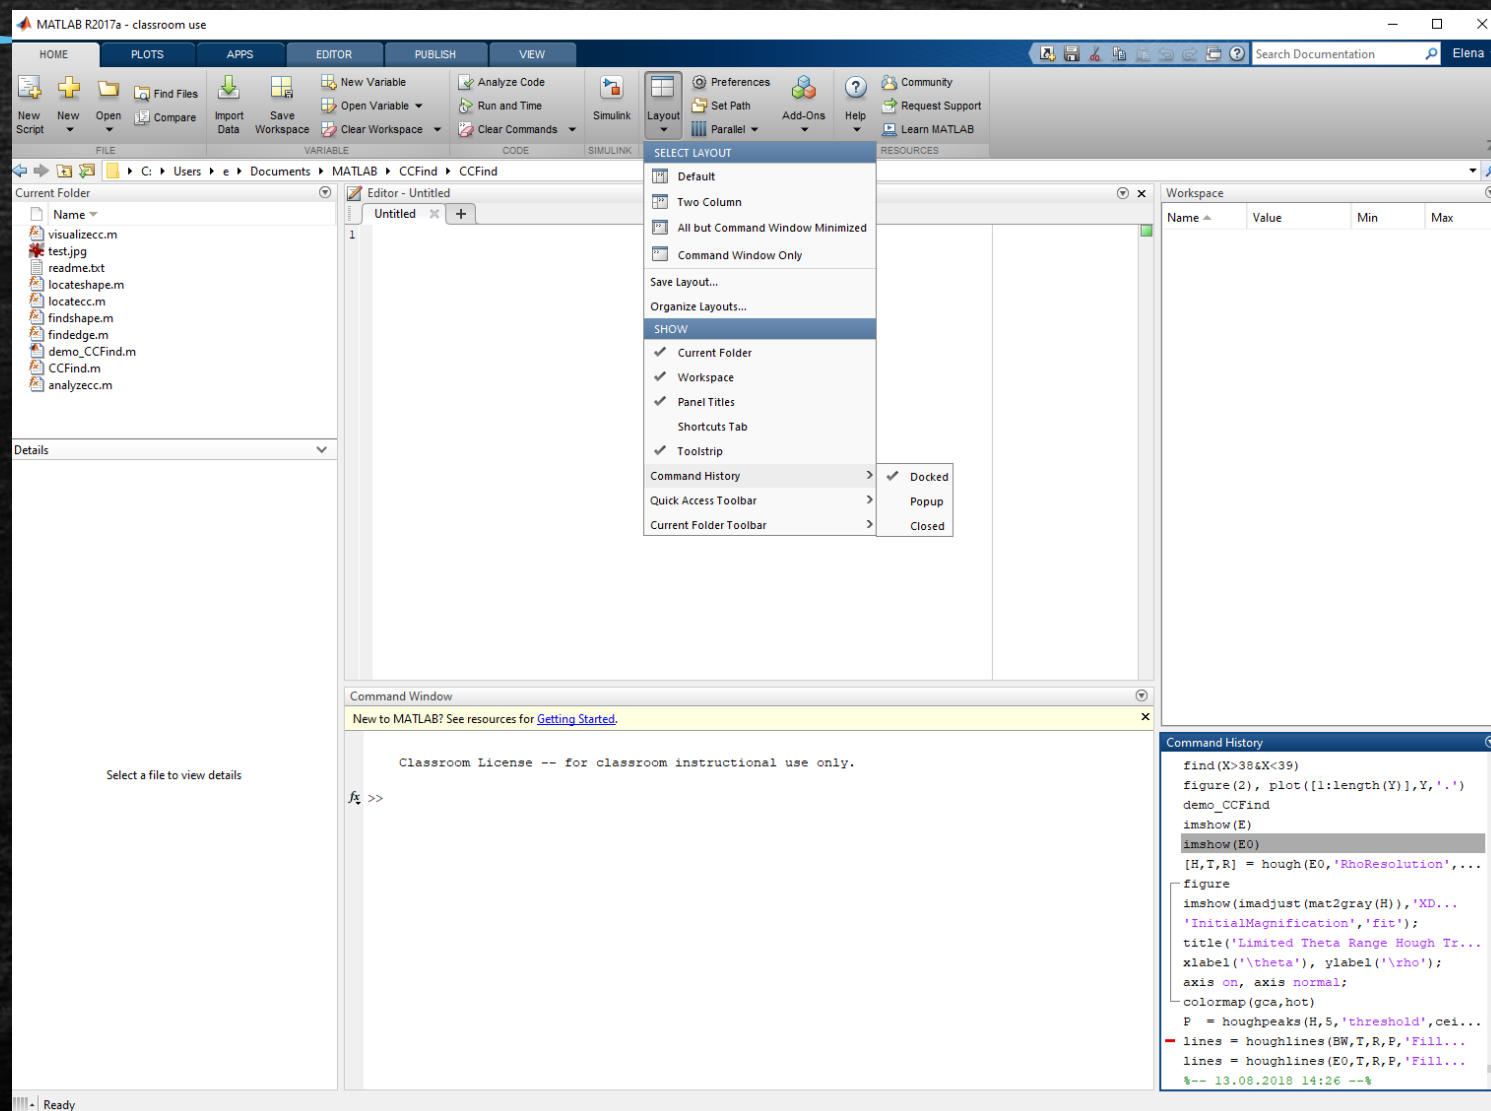 MATLAB R2017a - classroom use
HOME PLOTS APPS EDITOR PUBLISH VIEW
Search Documentation
Elena
New Script
New
Open
Find Files
Compare
FILE
Import Data
Save Workspace
New Variable
Open Variable
Clear Workspace
VARIABLE
Analyze Code
Run and Time
Clear Commands
CODE
Simulink
SIMULINK
Layout
Preferences
Set Path
Parallel
Add-Ons
Help
Community
Request Support
Learn MATLAB
RESOURCES
C: Users e Documents MATLAB CCFind CCFind
Current Folder
Name
visualizecc.m
test.jpg
readme.txt
locateshape.m
locatecc.m
findshape.m
findedge.m
demo_CCFind.m
CCFind.m
analyzecc.m
Details
Select a file to view details
Editor - Untitled
Untitled
1
SELECT LAYOUT
Default
Two Column
All but Command Window Minimized
Command Window Only
Save Layout...
Organize Layouts...
SHOW
Current Folder
Workspace
Panel Titles
Shortcuts Tab
Toolstrip
Command History
Quick Access Toolbar
Current Folder Toolbar
Docked
Popup
Closed
Command Window
New to MATLAB? See resources for Getting Started.
Classroom License -- for classroom instructional use only.
fx >>
Workspace
Name Value Min Max
Command History
find(X>38&X<39)
figure(2), plot([1:length(Y)],Y,'.')
demo_CCFind
imshow(E)
imshow(E0)
[H,T,R] = hough(E0,'RhoResolution',...
figure
imshow(imadjust(mat2gray(H)),'XD...
'InitialMagnification','fit');
title('Limited Theta Range Hough Tr...
xlabel('\theta'), ylabel('\rho');
axis on, axis normal;
colormap(gca,hot)
P  = houghpeaks(H,5,'threshold',cei...
lines = houghlines(BW,T,R,P,'Fill...
lines = houghlines(E0,T,R,P,'Fill...
%-- 13.08.2018 14:26 --%
Ready